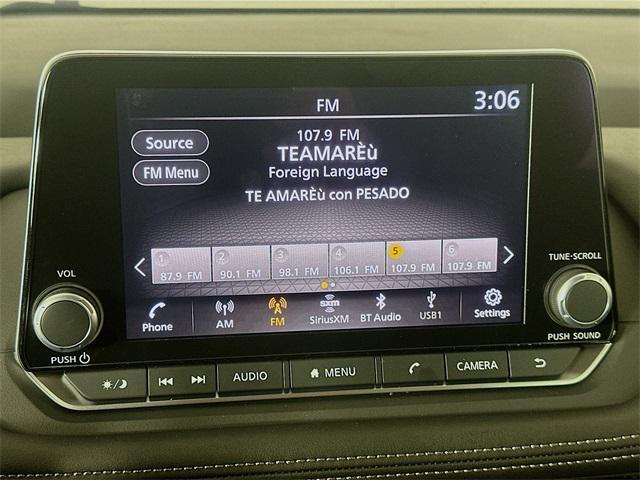 FM 3:06
Source
107.9 FM
TEAMARÈù
FM Menu
Foreign Language
TE AMARÈù con PESADO
1 2 3 4 5 6
87.9 FM 90.1 FM 98.1 FM 106.1 FM 107.9 FM 107.9 FM
Phone AM FM sxm SiriusXM BT Audio USB1 Settings
VOL
PUSH
TUNE·SCROLL
PUSH SOUND
AUDIO MENU CAMERA